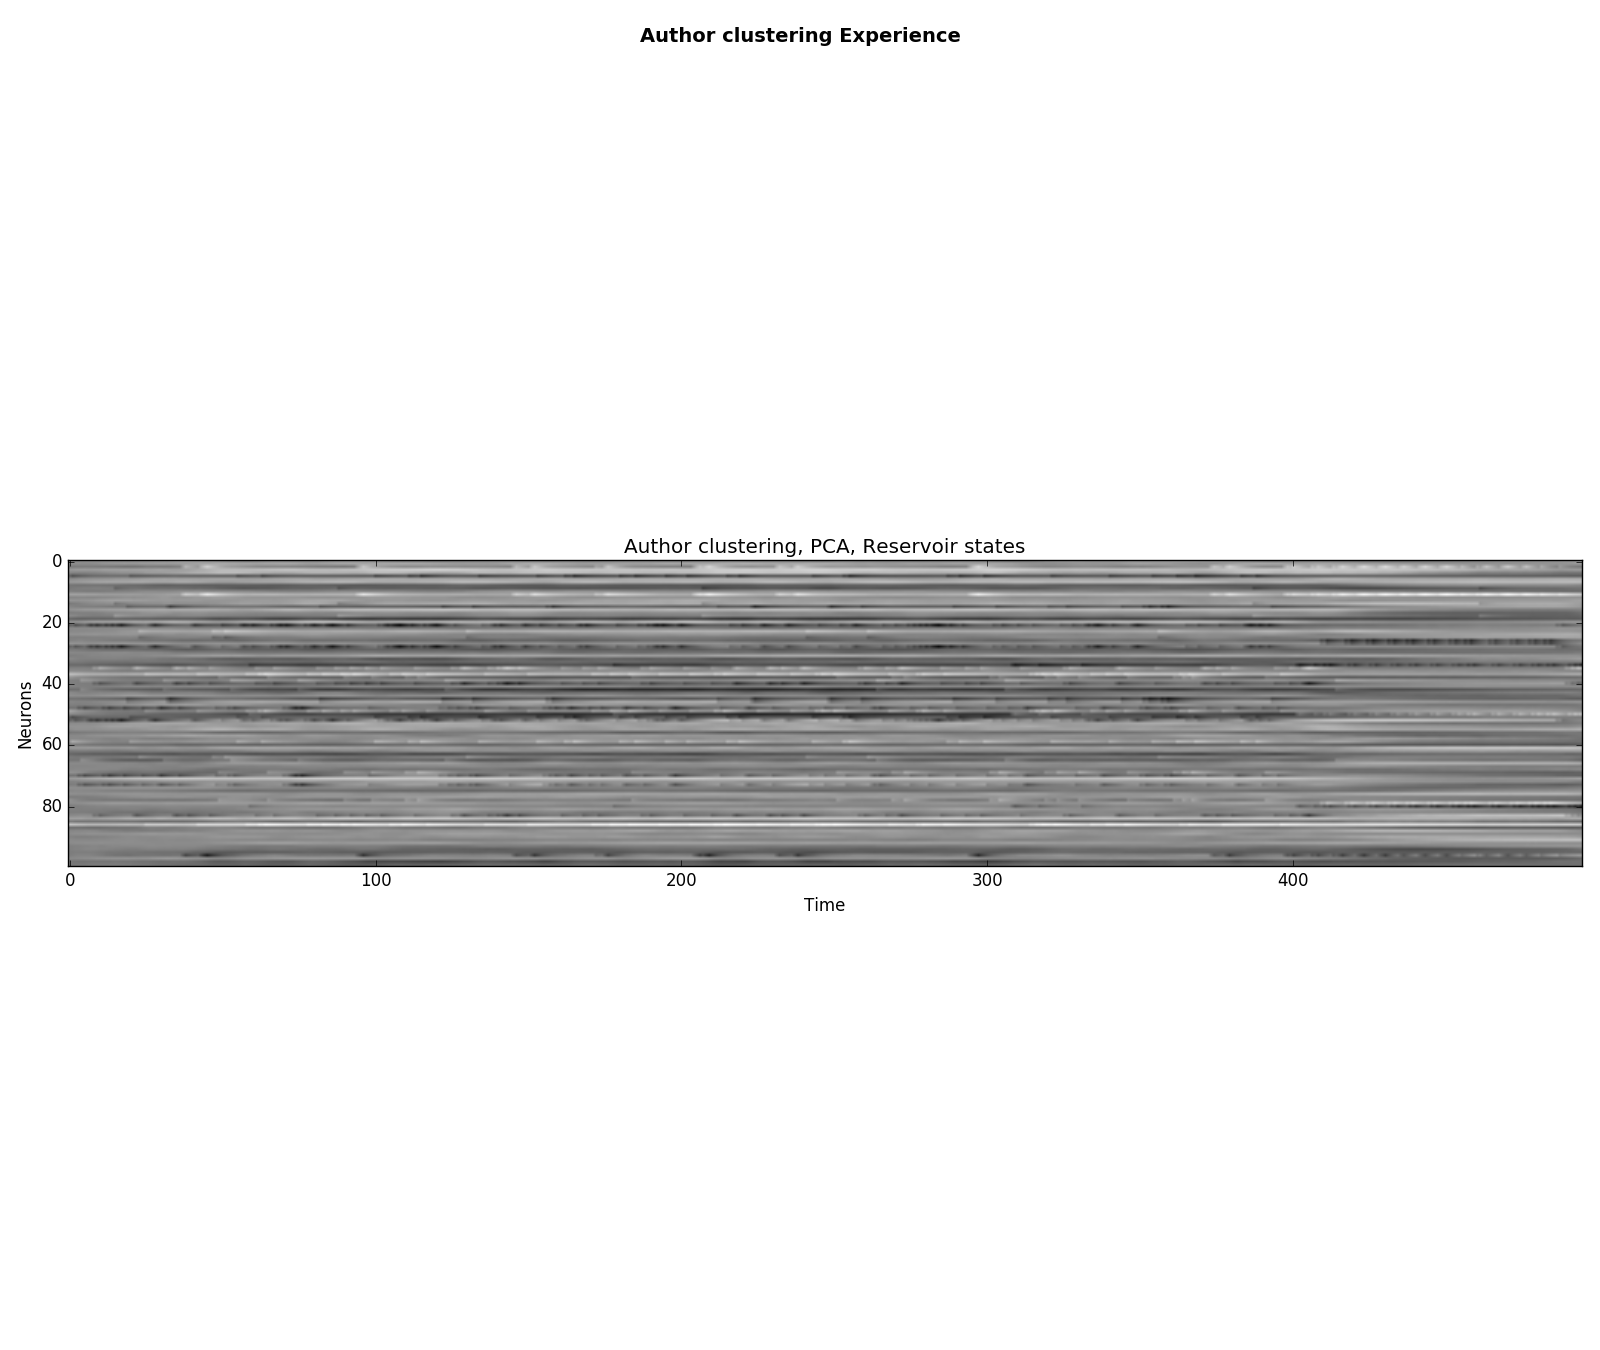 Author clustering Experience
Author clustering, PCA, Reservoir states
0
20
40
60
80
Neurons
0 100 200 300 400
Time